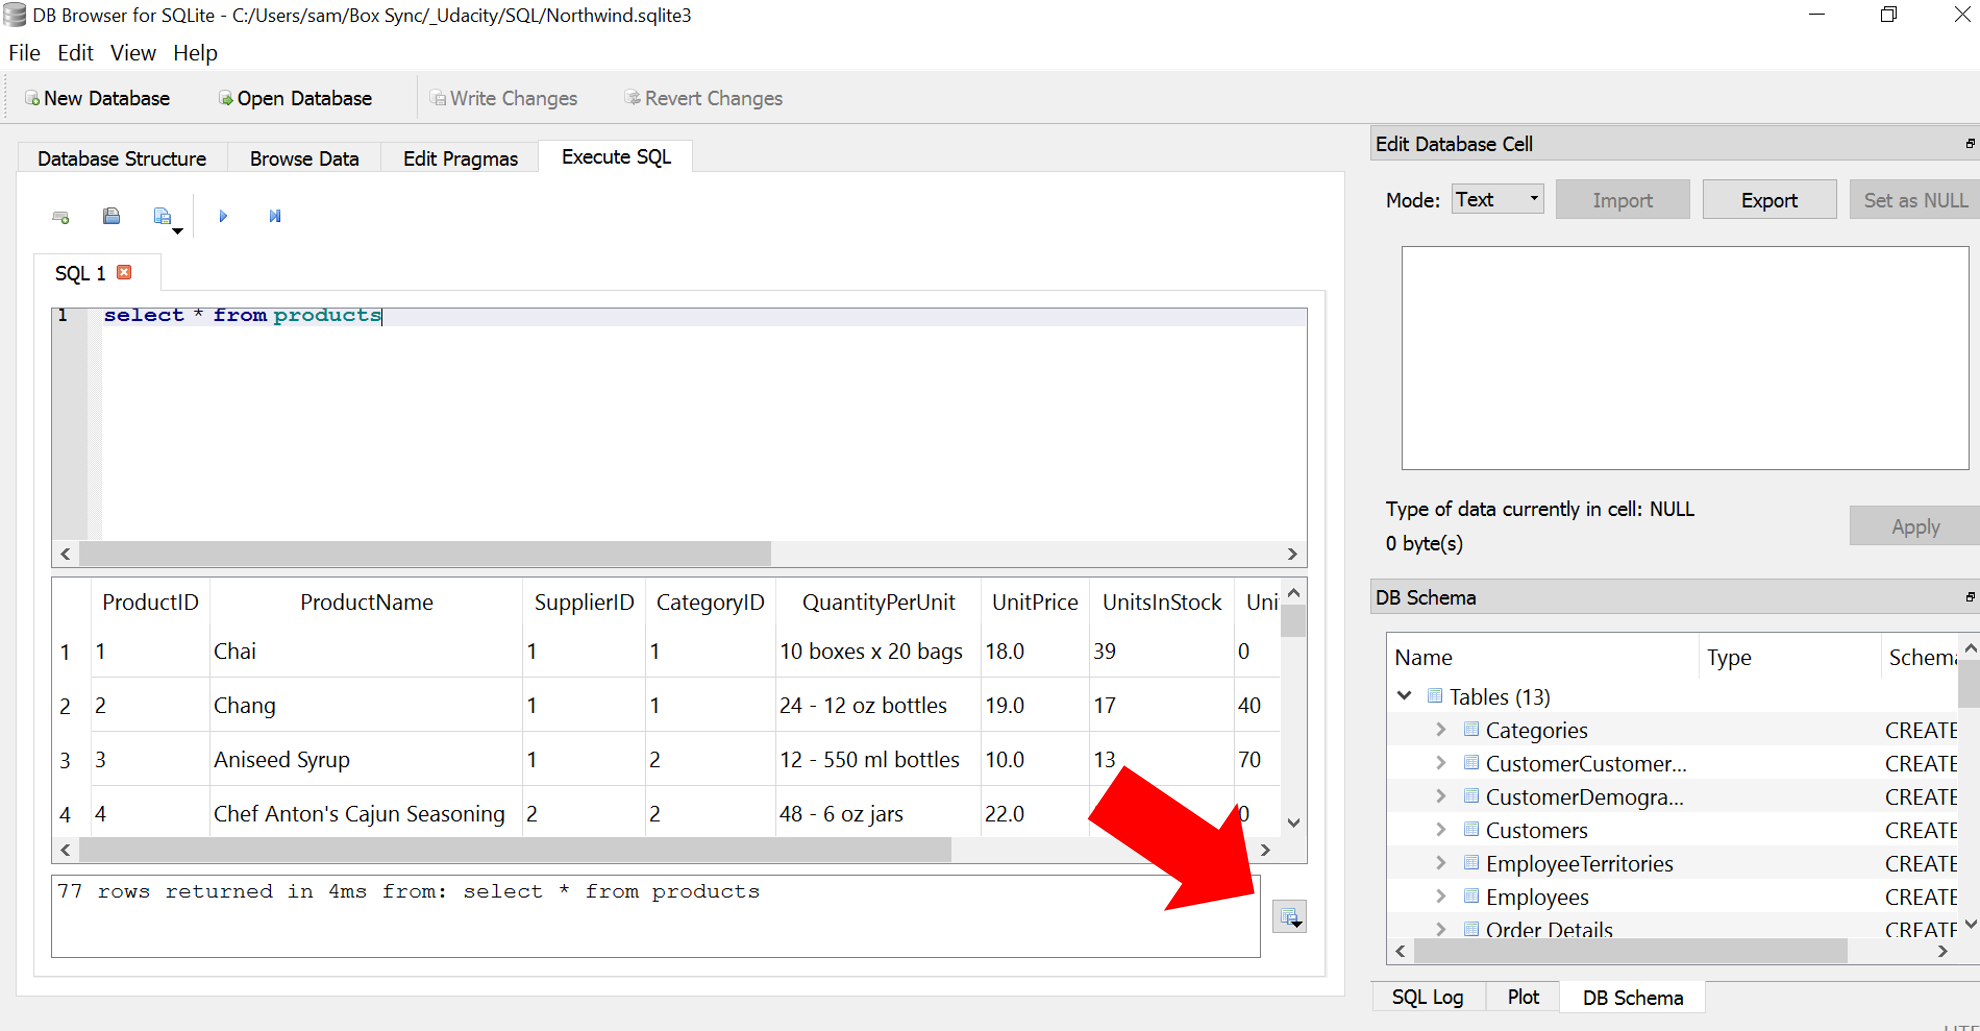 DB Browser for SQLite - C:/Users/sam/Box Sync/_Udacity/SQL/Northwind.sqlite3
File Edit View Help
New Database Open Database Write Changes Revert Changes
Database Structure Browse Data Edit Pragmas Execute SQL
SQL 1
1 select * from products
ProductID ProductName SupplierID CategoryID QuantityPerUnit UnitPrice UnitsInStock Uni
1 1 Chai 1 1 10 boxes x 20 bags 18.0 39 0
2 2 Chang 1 1 24 - 12 oz bottles 19.0 17 40
3 3 Aniseed Syrup 1 2 12 - 550 ml bottles 10.0 13 70
4 4 Chef Anton's Cajun Seasoning 2 2 48 - 6 oz jars 22.0 0
77 rows returned in 4ms from: select * from products
Edit Database Cell
Mode: Text Import Export Set as NULL
Type of data currently in cell: NULL
0 byte(s)
Apply
DB Schema
Name Type Schema
Tables (13)
Categories CREATE
CustomerCustomer... CREATE
CustomerDemogra... CREATE
Customers CREATE
EmployeeTerritories CREATE
Employees CREATE
Order Details CREATE
SQL Log Plot DB Schema